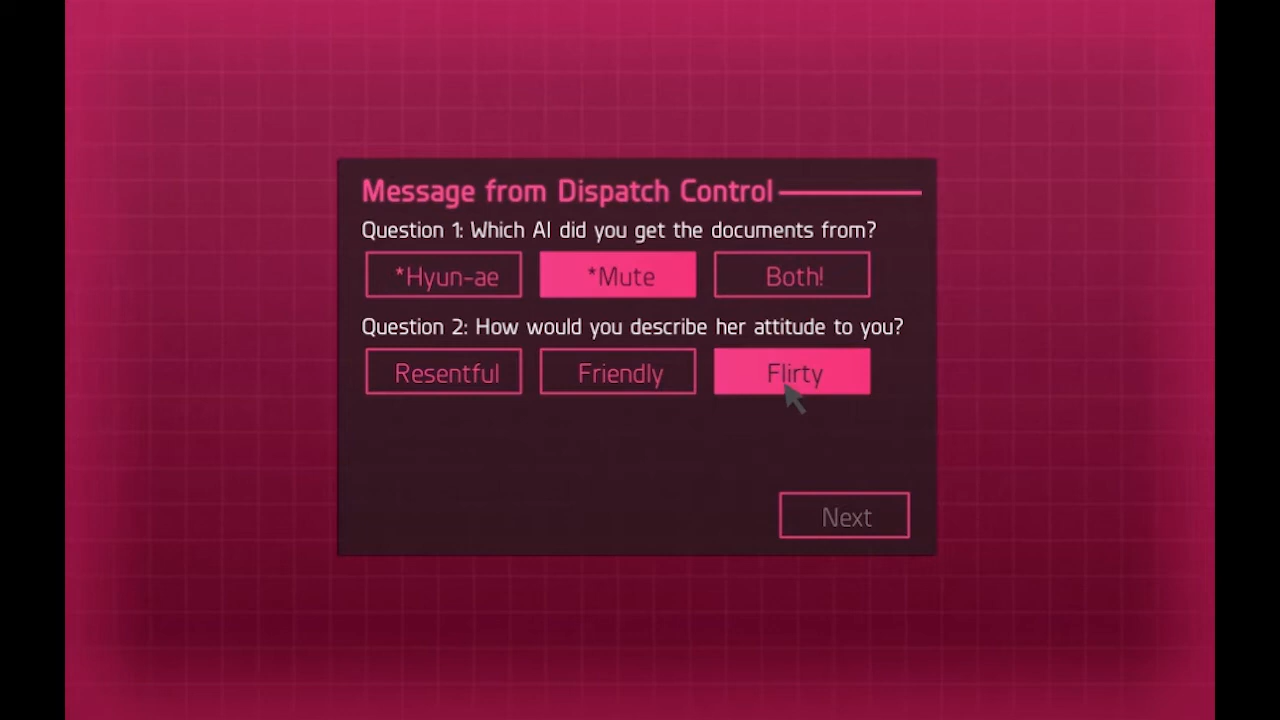 Message from Dispatch Control
Question 1: Which AI did you get the documents from?
*Hyun-ae *Mute Both!
Question 2: How would you describe her attitude to you?
Resentful Friendly Flirty
Next